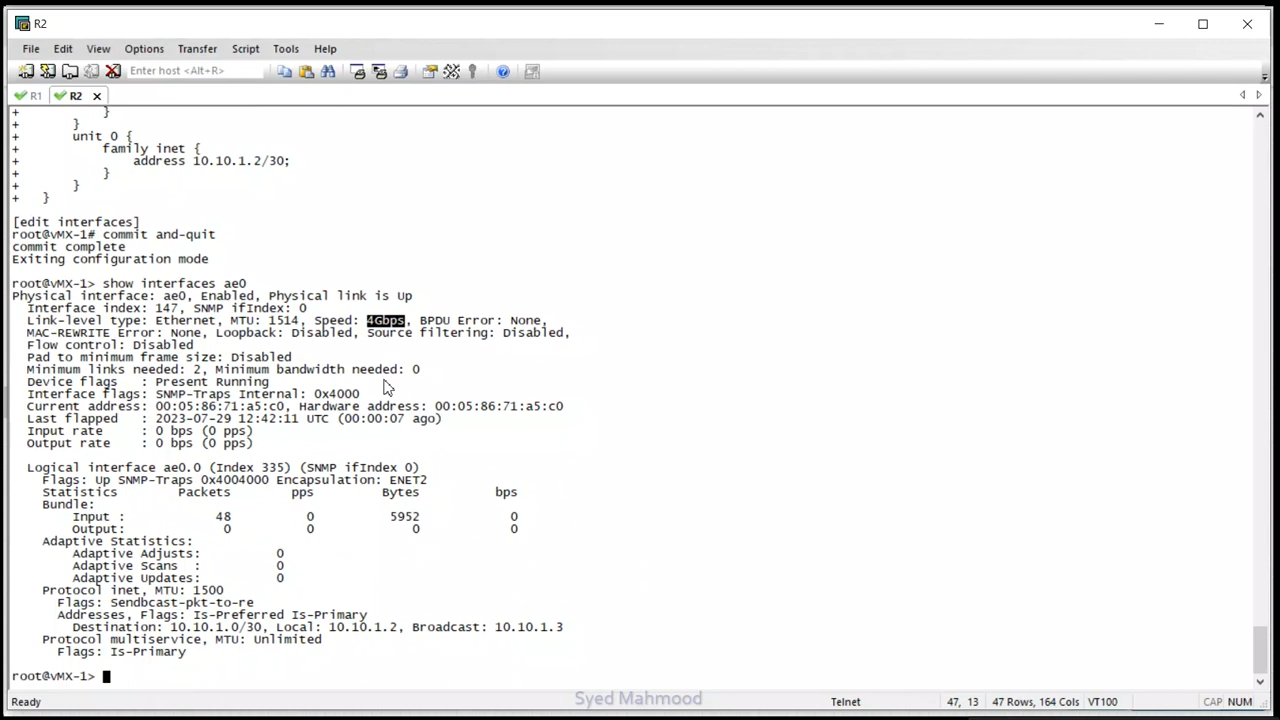 R2
File Edit View Options Transfer Script Tools Help
Enter host <Alt+R>
R1 R2
+ }
+ }
+ unit 0 {
+ family inet {
+ address 10.10.1.2/30;
+ }
+ }
+ }
[edit interfaces]
root@vMX-1# commit and-quit
commit complete
Exiting configuration mode
root@vMX-1> show interfaces ae0
Physical interface: ae0, Enabled, Physical link is Up
Interface index: 147, SNMP ifIndex: 0
Link-level type: Ethernet, MTU: 1514, Speed: 4Gbps, BPDU Error: None,
MAC-REWRITE Error: None, Loopback: Disabled, Source filtering: Disabled,
Flow control: Disabled
Pad to minimum frame size: Disabled
Minimum links needed: 2, Minimum bandwidth needed: 0
Device flags : Present Running
Interface flags: SNMP-Traps Internal: 0x4000
Current address: 00:05:86:71:a5:c0, Hardware address: 00:05:86:71:a5:c0
Last flapped : 2023-07-29 12:42:11 UTC (00:00:07 ago)
Input rate : 0 bps (0 pps)
Output rate : 0 bps (0 pps)
Logical interface ae0.0 (Index 335) (SNMP ifIndex 0)
Flags: Up SNMP-Traps 0x4004000 Encapsulation: ENET2
Statistics Packets pps Bytes bps
Bundle:
Input : 48 0 5952 0
Output: 0 0 0 0
Adaptive Statistics:
Adaptive Adjusts: 0
Adaptive Scans : 0
Adaptive Updates: 0
Protocol inet, MTU: 1500
Flags: Sendbcast-pkt-to-re
Addresses, Flags: Is-Preferred Is-Primary
Destination: 10.10.1.0/30, Local: 10.10.1.2, Broadcast: 10.10.1.3
Protocol multiservice, MTU: Unlimited
Flags: Is-Primary
root@vMX-1>
Ready Syed Mahmood Telnet 47, 13 47 Rows, 164 Cols VT100 CAP NUM